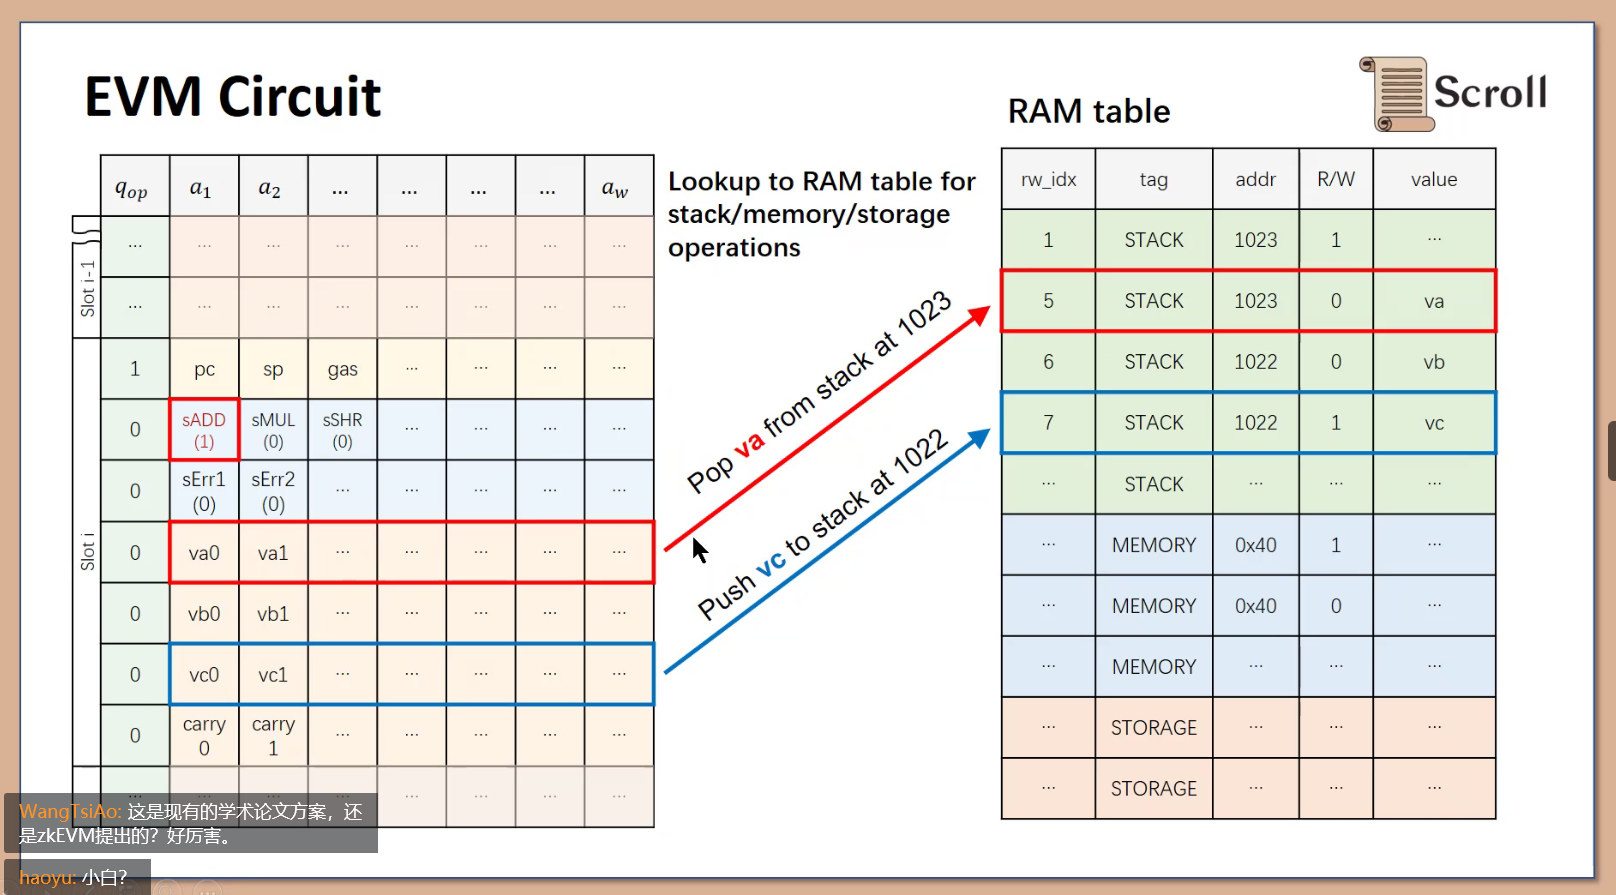 EVM Circuit
Scroll
RAM table
Lookup to RAM table for
stack/memory/storage
operations
q_op a_1 a_2 ... ... ... ... a_w
... ... ... ... ... ... ... ...
Slot i - 1
... ... ... ... ... ... ... ...
1 pc sp gas ... ... ... ...
0 sADD (1) sMUL (0) sSHR (0) ... ... ... ...
0 sErr1 (0) sErr2 (0) ... ... ... ... ...
Slot i
0 va0 va1 ... ... ... ... ...
0 vb0 vb1 ... ... ... ... ...
0 vc0 vc1 ... ... ... ... ...
0 carry 0 carry 1 ... ... ... ... ...
... ... ... ... ... ...
Pop va from stack at 1023
Push vc to stack at 1022
rw_idx tag addr R/W value
1 STACK 1023 1 ...
5 STACK 1023 0 va
6 STACK 1022 0 vb
7 STACK 1022 1 vc
... STACK ... ... ...
... MEMORY 0x40 1 ...
... MEMORY 0x40 0 ...
... MEMORY ... ... ...
... STORAGE ... ... ...
... STORAGE ... ... ...
WangTsiAo: 这是现有的学术论文方案，还
是zkEVM提出的？好厉害。
haoyu: 小白？